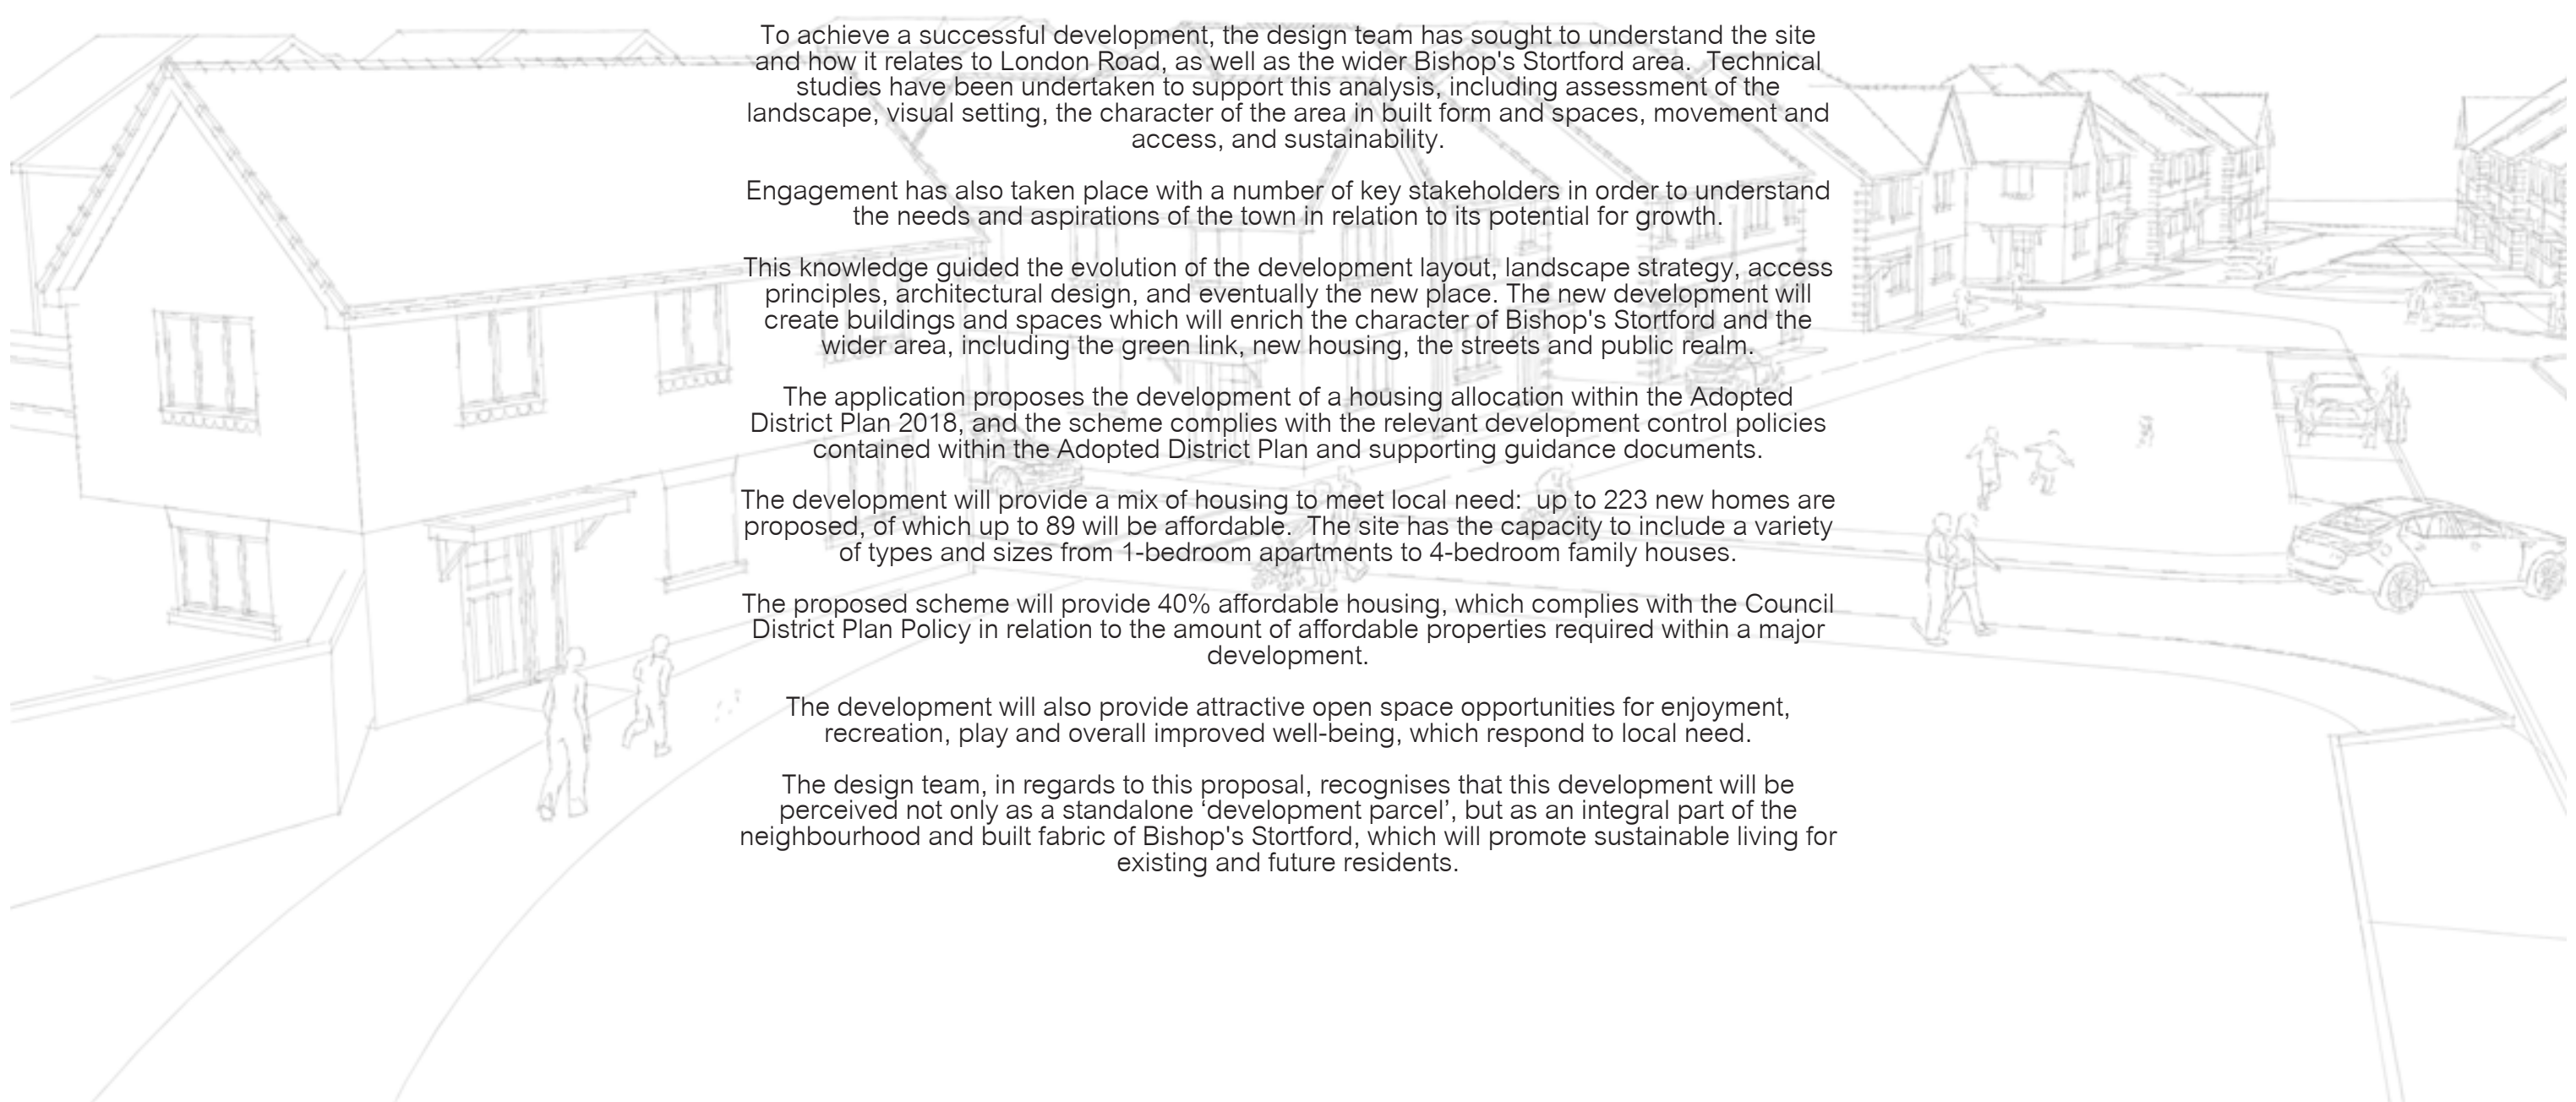 To achieve a successful development, the design team has sought to understand the site
and how it relates to London Road, as well as the wider Bishop's Stortford area.  Technical
studies have been undertaken to support this analysis, including assessment of the
landscape, visual setting, the character of the area in built form and spaces, movement and
access, and sustainability.
Engagement has also taken place with a number of key stakeholders in order to understand
the needs and aspirations of the town in relation to its potential for growth.
This knowledge guided the evolution of the development layout, landscape strategy, access
principles, architectural design, and eventually the new place. The new development will
create buildings and spaces which will enrich the character of Bishop's Stortford and the
wider area, including the green link, new housing, the streets and public realm.
The application proposes the development of a housing allocation within the Adopted
District Plan 2018, and the scheme complies with the relevant development control policies
contained within the Adopted District Plan and supporting guidance documents.
The development will provide a mix of housing to meet local need:  up to 223 new homes are
proposed, of which up to 89 will be affordable.  The site has the capacity to include a variety
of types and sizes from 1-bedroom apartments to 4-bedroom family houses.
The proposed scheme will provide 40% affordable housing, which complies with the Council
District Plan Policy in relation to the amount of affordable properties required within a major
development.
The development will also provide attractive open space opportunities for enjoyment,
recreation, play and overall improved well-being, which respond to local need.
The design team, in regards to this proposal, recognises that this development will be
perceived not only as a standalone ‘development parcel’, but as an integral part of the
neighbourhood and built fabric of Bishop's Stortford, which will promote sustainable living for
existing and future residents.